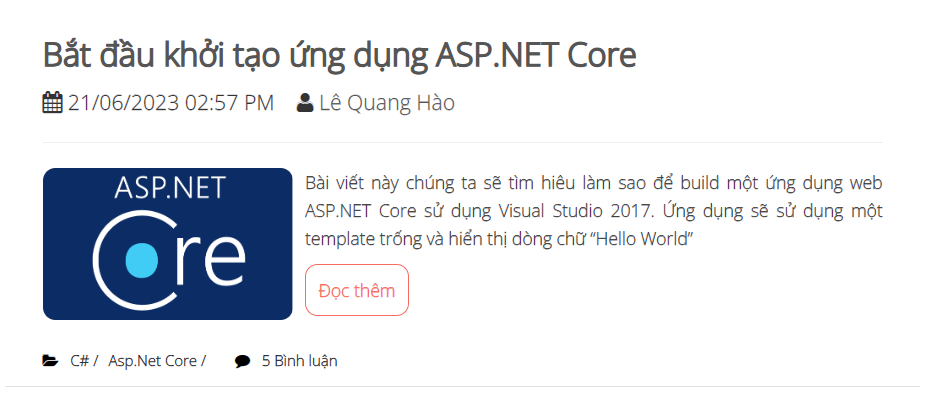 Bắt đầu khởi tạo ứng dụng ASP.NET Core
21/06/2023 02:57 PM Lê Quang Hào
ASP.NET
Core
Bài viết này chúng ta sẽ tìm hiêu làm sao để build một ứng dụng web
ASP.NET Core sử dụng Visual Studio 2017. Ứng dụng sẽ sử dụng một
template trống và hiển thị dòng chữ “Hello World”
Đọc thêm
C# / Asp.Net Core / 5 Bình luận